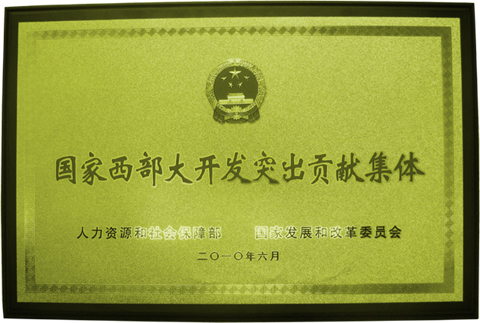 国家西部大开发突出贡献集体
人力资源和社会保障部 国家发展和改革委员会
二〇一〇年六月